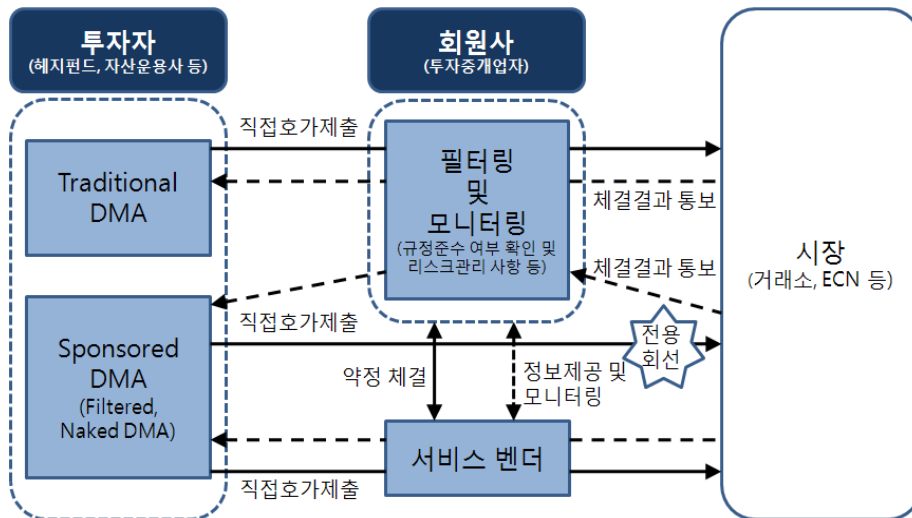 투자자
(헤지펀드, 자산운용사 등)
회원사
(투자중개업자)
직접호가제출
Traditional
DMA
필터링
및
모니터링
(규정준수 여부 확인 및
리스크관리 사항 등)
체결결과 통보
시장
(거래소, ECN 등)
체결결과 통보
직접호가제출
전용
회선
Sponsored
DMA
(Filtered,
Naked DMA)
약정 체결
정보제공 및
모니터링
서비스 벤더
직접호가제출